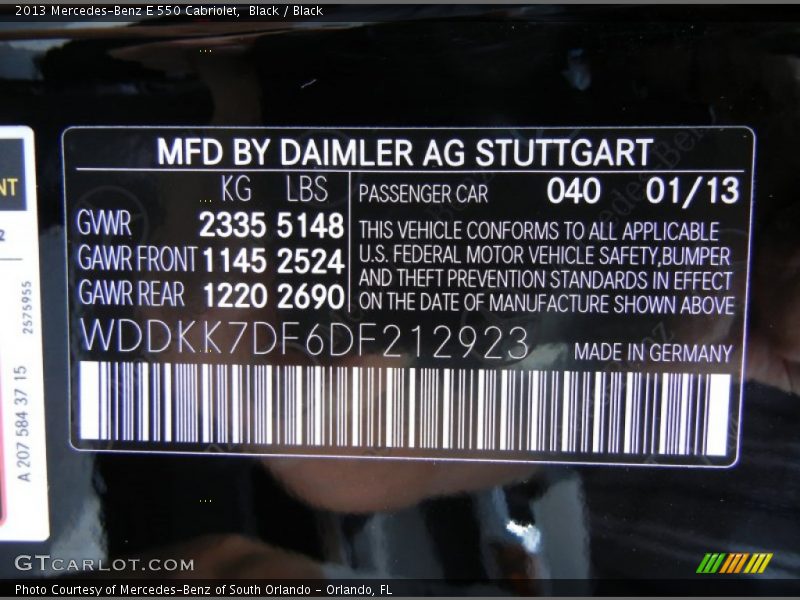 2013 Mercedes-Benz E 550 Cabriolet, Black / Black
MFD BY DAIMLER AG STUTTGART
KG LBS
PASSENGER CAR 040 01/13
GVWR 2335 5148
GAWR FRONT 1145 2524
GAWR REAR 1220 2690
THIS VEHICLE CONFORMS TO ALL APPLICABLE
U.S. FEDERAL MOTOR VEHICLE SAFETY,BUMPER
AND THEFT PREVENTION STANDARDS IN EFFECT
ON THE DATE OF MANUFACTURE SHOWN ABOVE
WDDKK7DF6DF212923
MADE IN GERMANY
NT
2
2575955
A 207 584 37 15
GTCARLOT.COM
Photo Courtesy of Mercedes-Benz of South Orlando - Orlando, FL